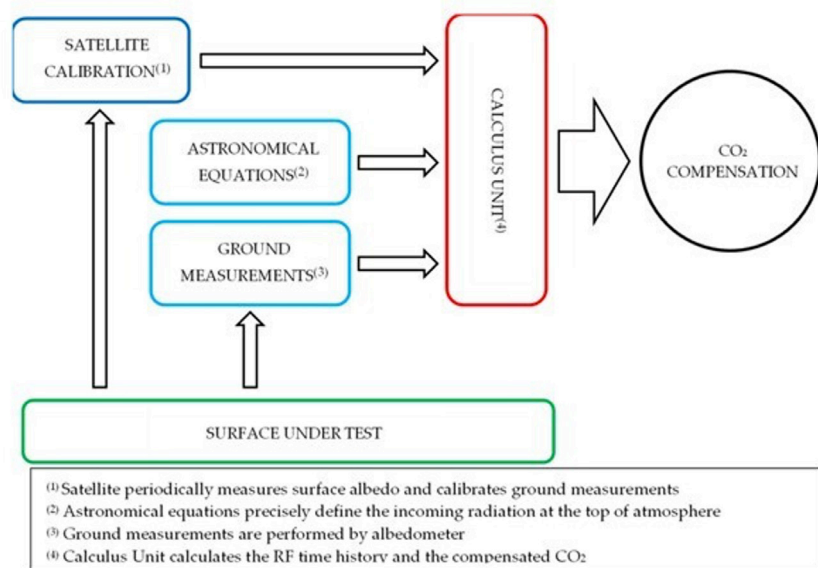 SATELLITE
CALIBRATION⁽¹⁾
ASTRONOMICAL
EQUATIONS⁽²⁾
GROUND
MEASUREMENTS⁽³⁾
CALCULUS UNIT⁽⁴⁾
CO₂
COMPENSATION
SURFACE UNDER TEST
⁽¹⁾ Satellite periodically measures surface albedo and calibrates ground measurements
⁽²⁾ Astronomical equations precisely define the incoming radiation at the top of atmosphere
⁽³⁾ Ground measurements are performed by albedometer
⁽⁴⁾ Calculus Unit calculates the RF time history and the compensated CO₂